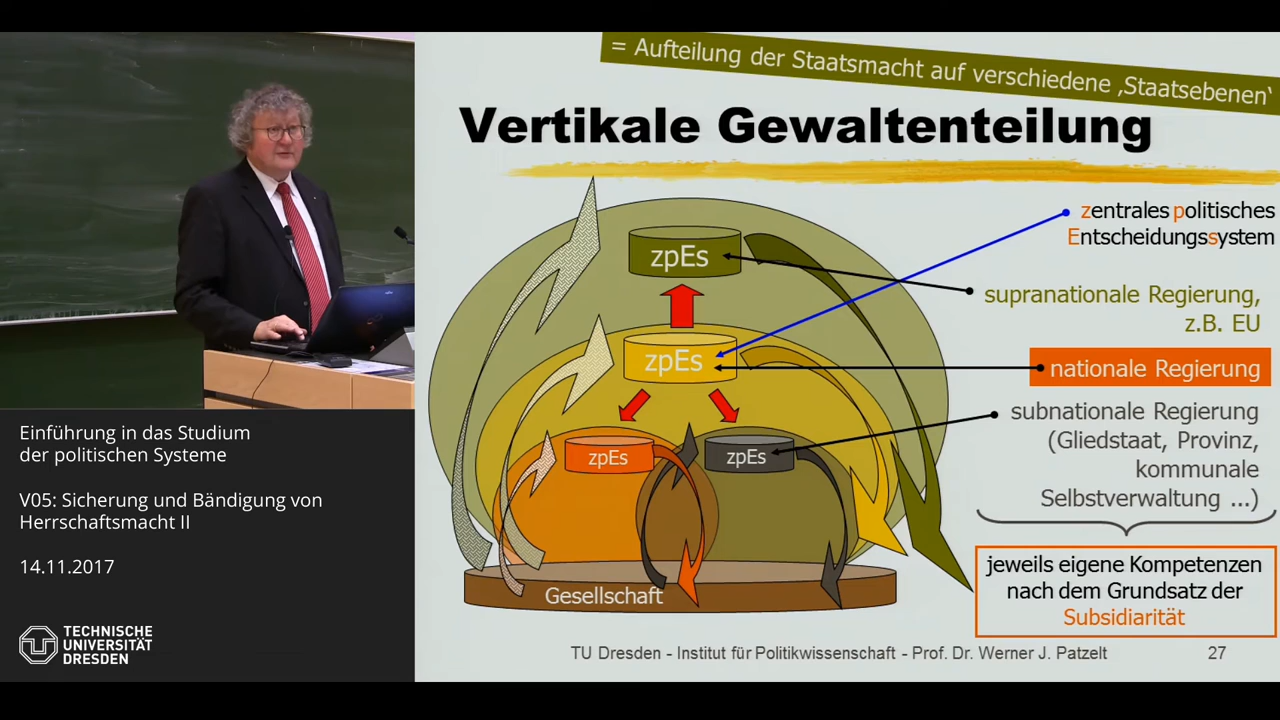 = Aufteilung der Staatsmacht auf verschiedene ‚Staatsebenen‘
Vertikale Gewaltenteilung
zpEs
zpEs
zpEs
zpEs
Gesellschaft
zentrales politisches
Entscheidungssystem
supranationale Regierung,
z.B. EU
nationale Regierung
subnationale Regierung
(Gliedstaat, Provinz,
kommunale
Selbstverwaltung ...)
jeweils eigene Kompetenzen
nach dem Grundsatz der
Subsidiarität
TU Dresden - Institut für Politikwissenschaft - Prof. Dr. Werner J. Patzelt
27
Einführung in das Studium
der politischen Systeme
V05: Sicherung und Bändigung von
Herrschaftsmacht II
14.11.2017
TECHNISCHE
UNIVERSITÄT
DRESDEN